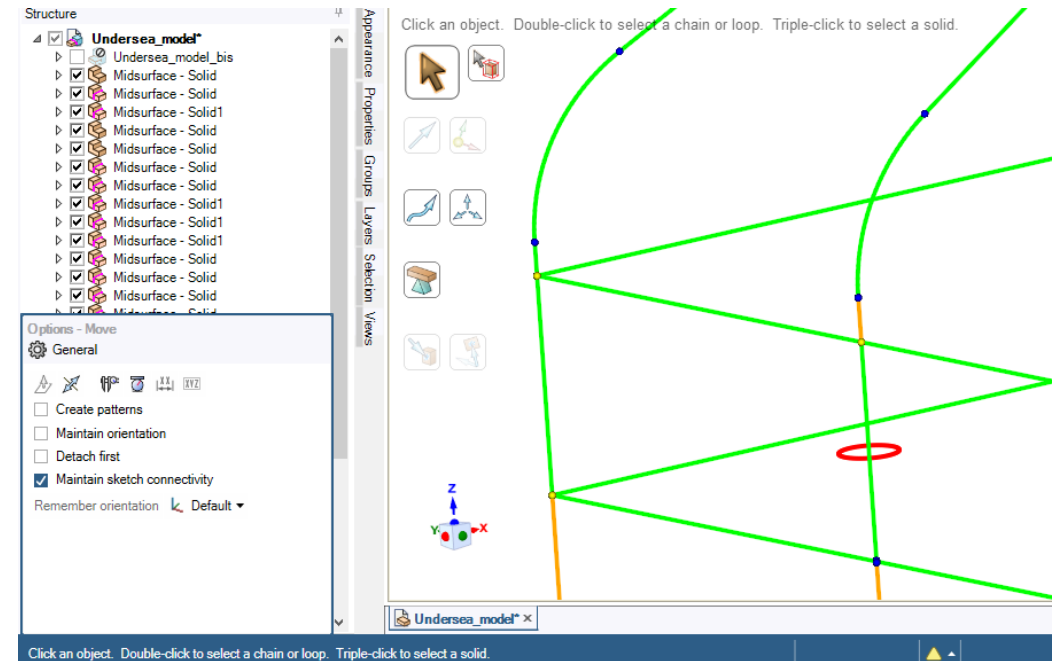 Structure
Undersea_model*
Undersea_model_bis
Midsurface - Solid
Midsurface - Solid
Midsurface - Solid1
Midsurface - Solid
Midsurface - Solid
Midsurface - Solid
Midsurface - Solid
Midsurface - Solid1
Midsurface - Solid1
Midsurface - Solid1
Midsurface - Solid
Midsurface - Solid
Midsurface - Solid
Midsurface - Solid
Options - Move
General
XYZ
Create patterns
Maintain orientation
Detach first
Maintain sketch connectivity
Remember orientation Default
Appearance
Properties
Groups
Layers
Selection
Views
Click an object. Double-click to select a chain or loop. Triple-click to select a solid.
Z
Y
X
Undersea_model*
Click an object. Double-click to select a chain or loop. Triple-click to select a solid.